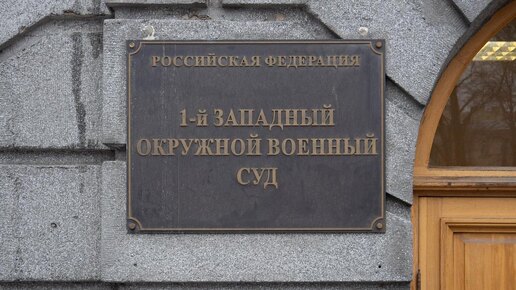 РОССИЙСКАЯ ФЕДЕРАЦИЯ
1-й ЗАПАДНЫЙ
ОКРУЖНОЙ ВОЕННЫЙ
СУД